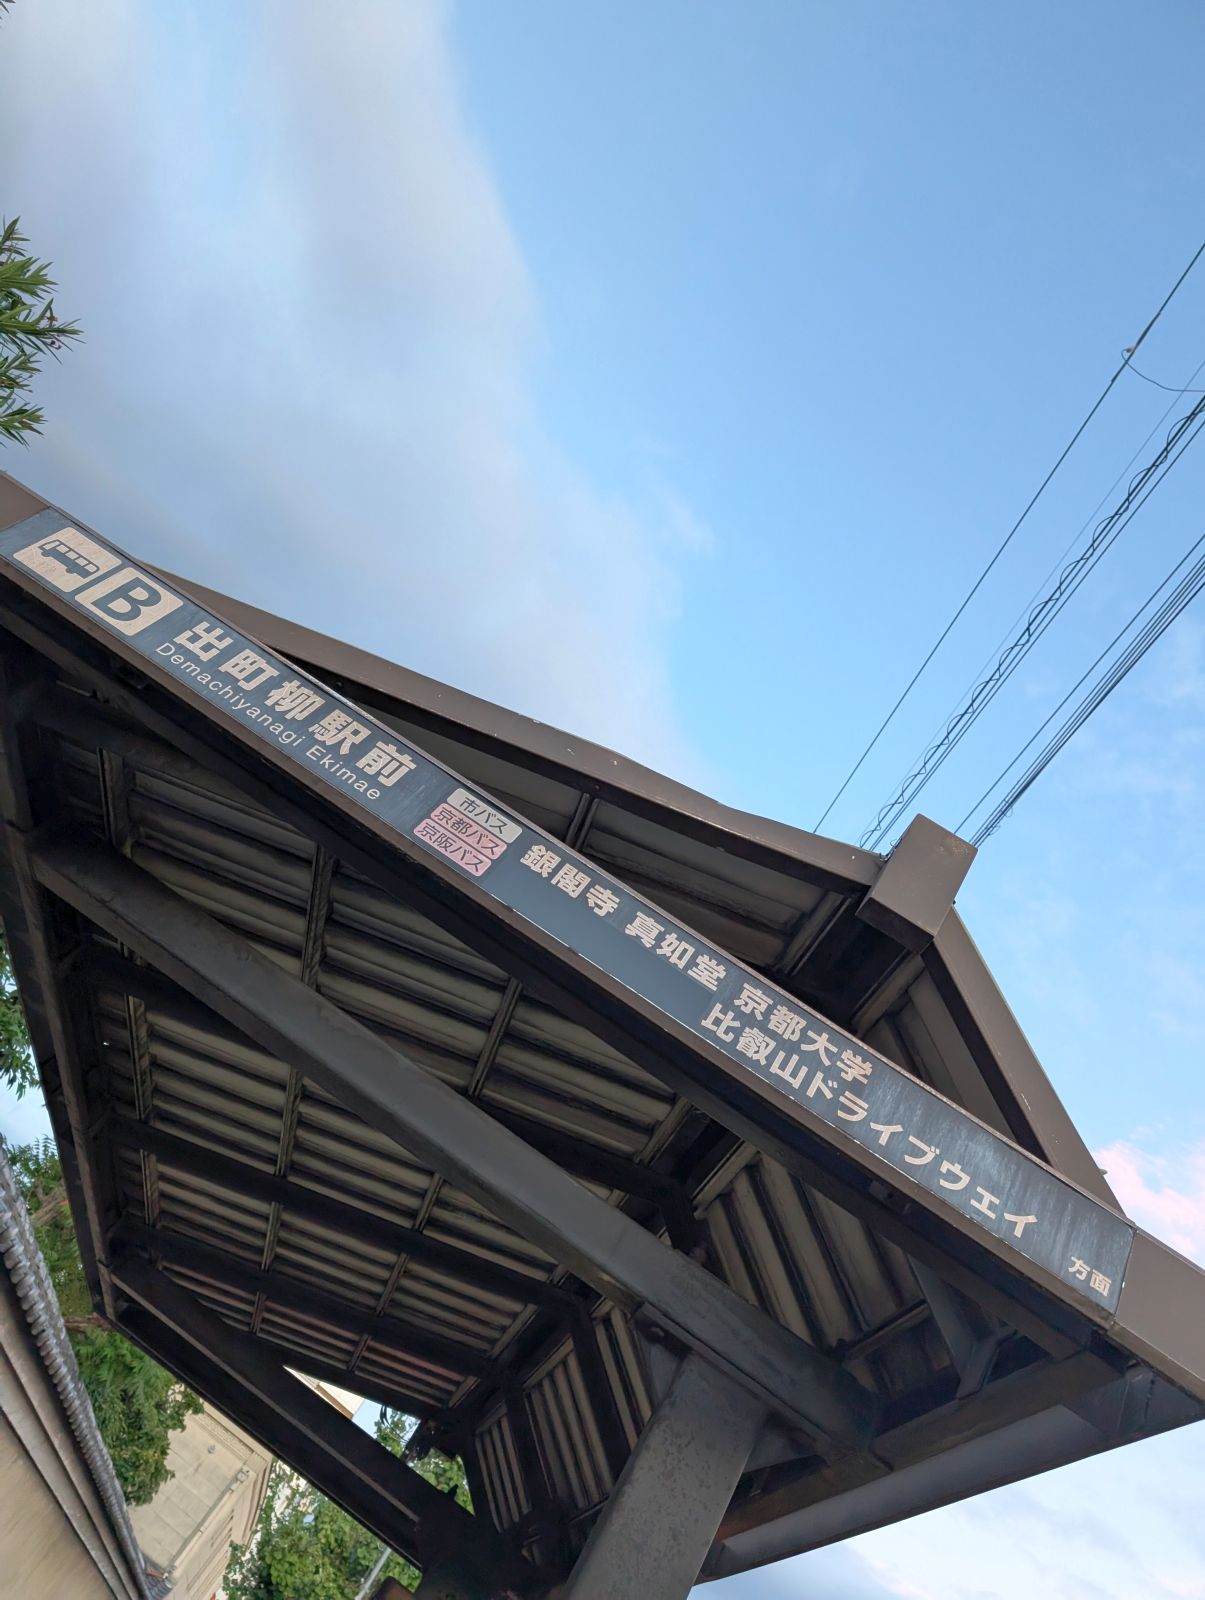 B
出町柳駅前
Demachiyanagi Ekimae
市バス
京都バス
京阪バス
銀閣寺 真如堂 京都大学
比叡山ドライブウェイ
方面